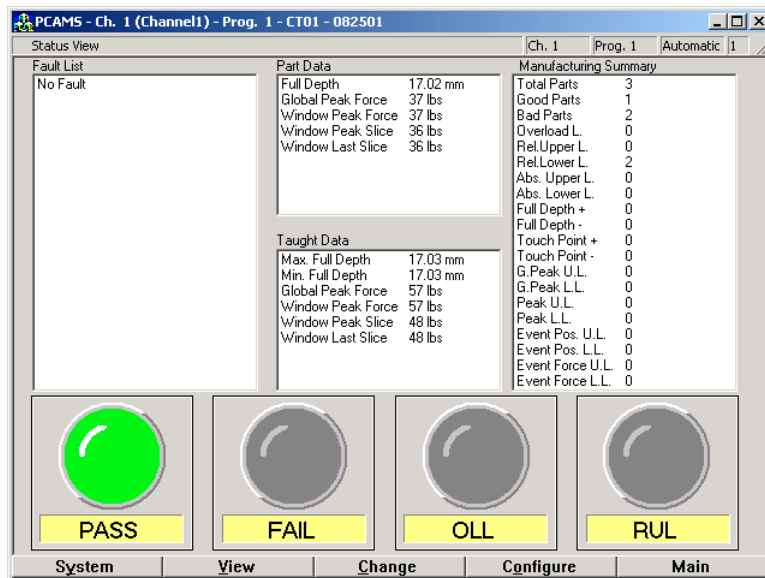 PCAMS - Ch. 1 (Channel1) - Prog. 1 - CT01 - 082501
Status View Ch. 1 Prog. 1 Automatic 1
Fault List
No Fault
Part Data
Full Depth 17.02 mm
Global Peak Force 37 lbs
Window Peak Force 37 lbs
Window Peak Slice 36 lbs
Window Last Slice 36 lbs
Taught Data
Max. Full Depth 17.03 mm
Min. Full Depth 17.03 mm
Global Peak Force 57 lbs
Window Peak Force 57 lbs
Window Peak Slice 48 lbs
Window Last Slice 48 lbs
Manufacturing Summary
Total Parts 3
Good Parts 1
Bad Parts 2
Overload L. 0
Rel.Upper L. 0
Rel.Lower L. 2
Abs. Upper L. 0
Abs. Lower L. 0
Full Depth + 0
Full Depth - 0
Touch Point + 0
Touch Point - 0
G.Peak U.L. 0
G.Peak L.L. 0
Peak U.L. 0
Peak L.L. 0
Event Pos. U.L. 0
Event Pos. L.L. 0
Event Force U.L. 0
Event Force L.L. 0
PASS FAIL OLL RUL
System View Change Configure Main